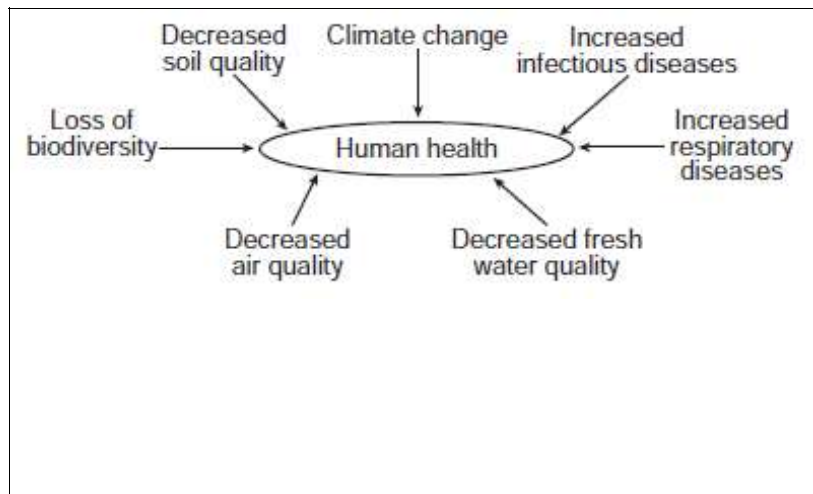 Decreased
soil quality
Climate change
Increased
infectious diseases
Loss of
biodiversity
Human health
Increased
respiratory
diseases
Decreased
air quality
Decreased fresh
water quality